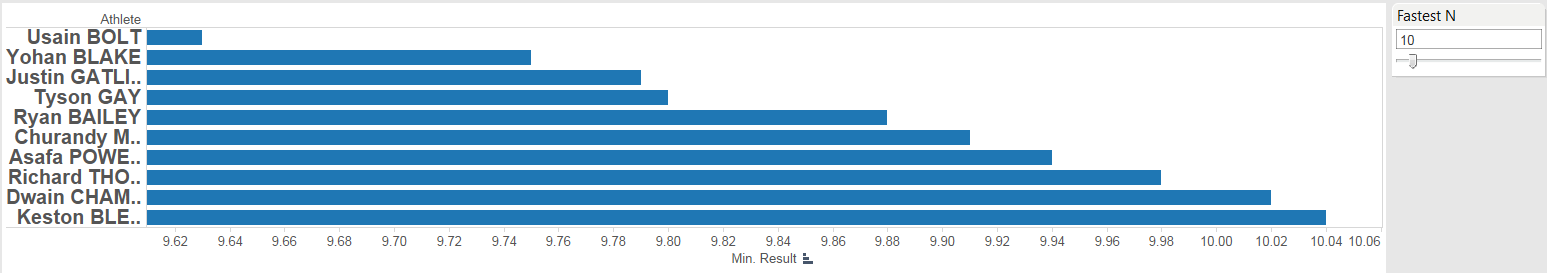 Athlete
Usain BOLT
Yohan BLAKE
Justin GATLI..
Tyson GAY
Ryan BAILEY
Churandy M..
Asafa POWE..
Richard THO..
Dwain CHAM..
Keston BLE..
9.62 9.64 9.66 9.68 9.70 9.72 9.74 9.76 9.78 9.80 9.82 9.84 9.86 9.88 9.90 9.92 9.94 9.96 9.98 10.00 10.02 10.04 10.06
Min. Result
Fastest N
10